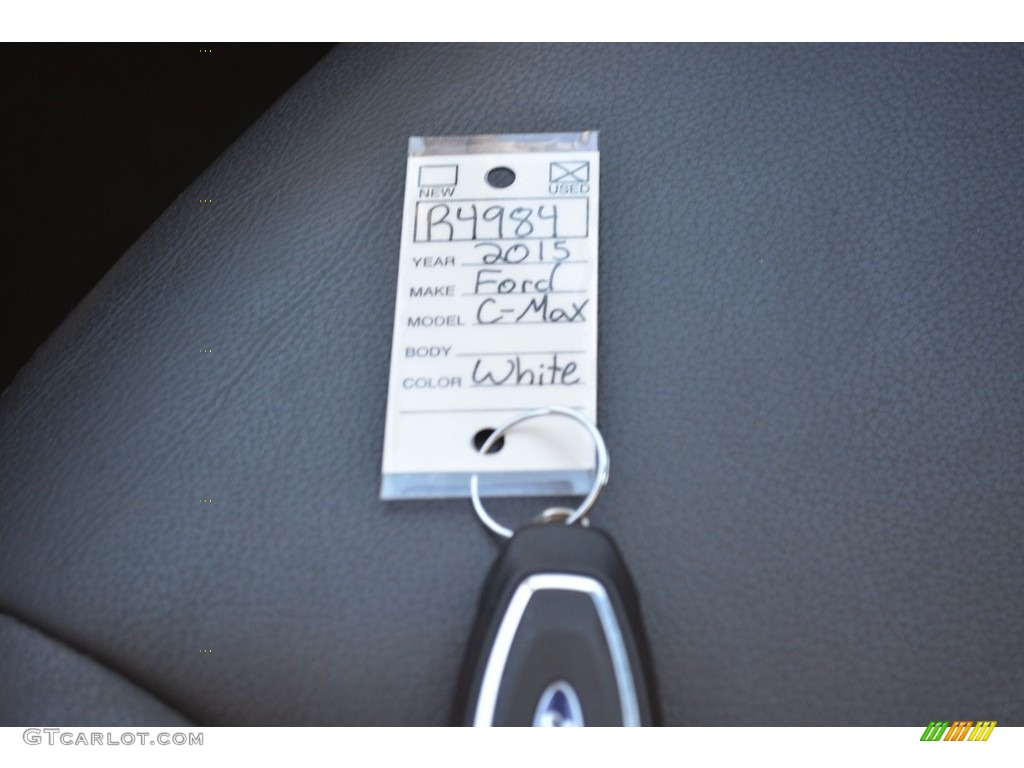 NEW USED
R4984
YEAR 2015
MAKE Ford
MODEL C-Max
BODY
COLOR White
GTCARLOT.COM